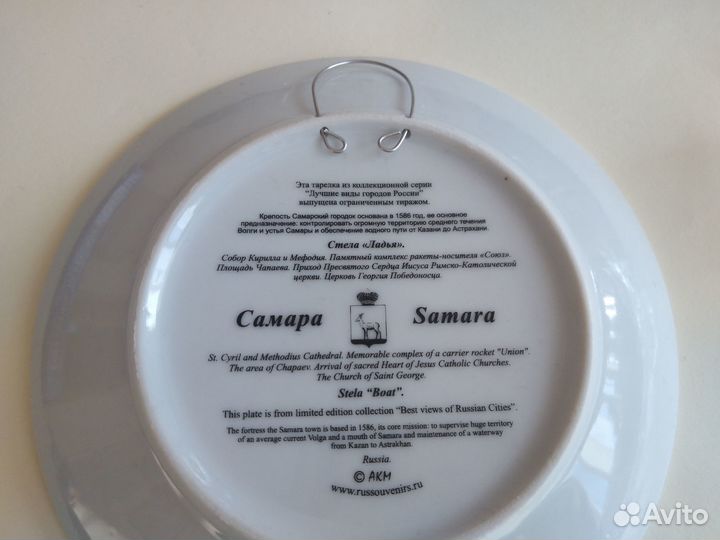 Эта тарелка из коллекционной серии
"Лучшие виды городов России"
выпущена ограниченным тиражом.
Крепость Самарский городок основана в 1586 год, ее основное
предназначение: контролировать огромную территорию среднего течения
Волги и устья Самары и обеспечение водного пути от Казани до Астрахани.
Стела «Ладья».
Собор Кирилла и Мефодия. Памятный комплекс ракеты-носителя «Союз».
Площадь Чапаева. Приход Пресвятого Сердца Иисуса Римско-Католической
церкви. Церковь Георгия Победоносца.
Самара Samara
St. Cyril and Methodius Cathedral. Memorable complex of a carrier rocket "Union".
The area of Chapaev. Arrival of sacred Heart of Jesus Catholic Churches.
The Church of Saint George.
Stela "Boat".
This plate is from limited edition collection "Best views of Russian Cities".
The fortress the Samara town is based in 1586, its core mission: to supervise huge territory
of an average current Volga and a mouth of Samara and maintenance of a waterway
from Kazan to Astrakhan.
Russia.
© АКМ
www.russouvenirs.ru
Avito